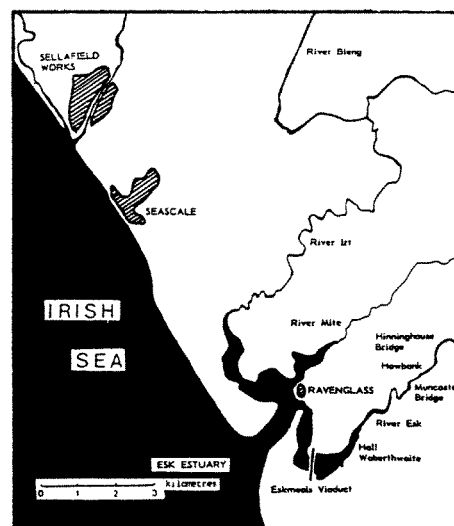 SELLAFIELD
WORKS
River Bleng
SEASCALE
River Irt
IRISH
SEA
River Mite
Hinninghouse
Bridge
Howbank
RAVENGLASS
Muncaster
Bridge
River Esk
Hall
Waberthwaite
ESK ESTUARY
0 1 2 3
kilometres
Eskmeals Viaduct